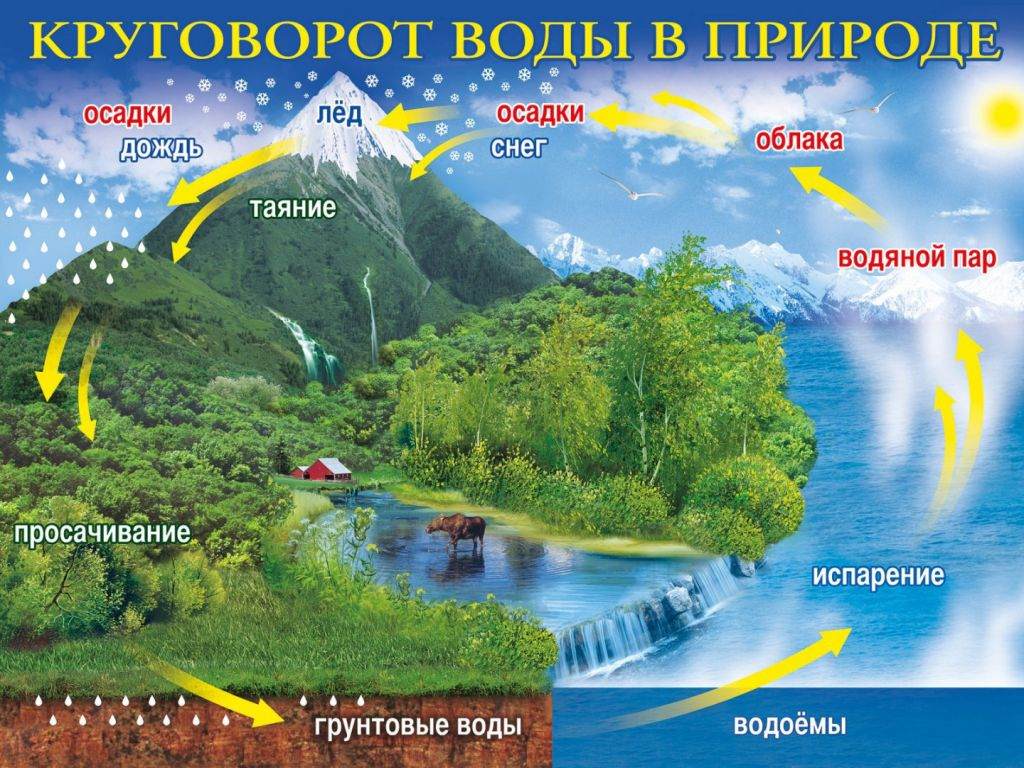 КРУГОВОРОТ ВОДЫ В ПРИРОДЕ
осадки
дождь
лёд
осадки
снег
облака
таяние
водяной пар
просачивание
испарение
грунтовые воды
водоёмы